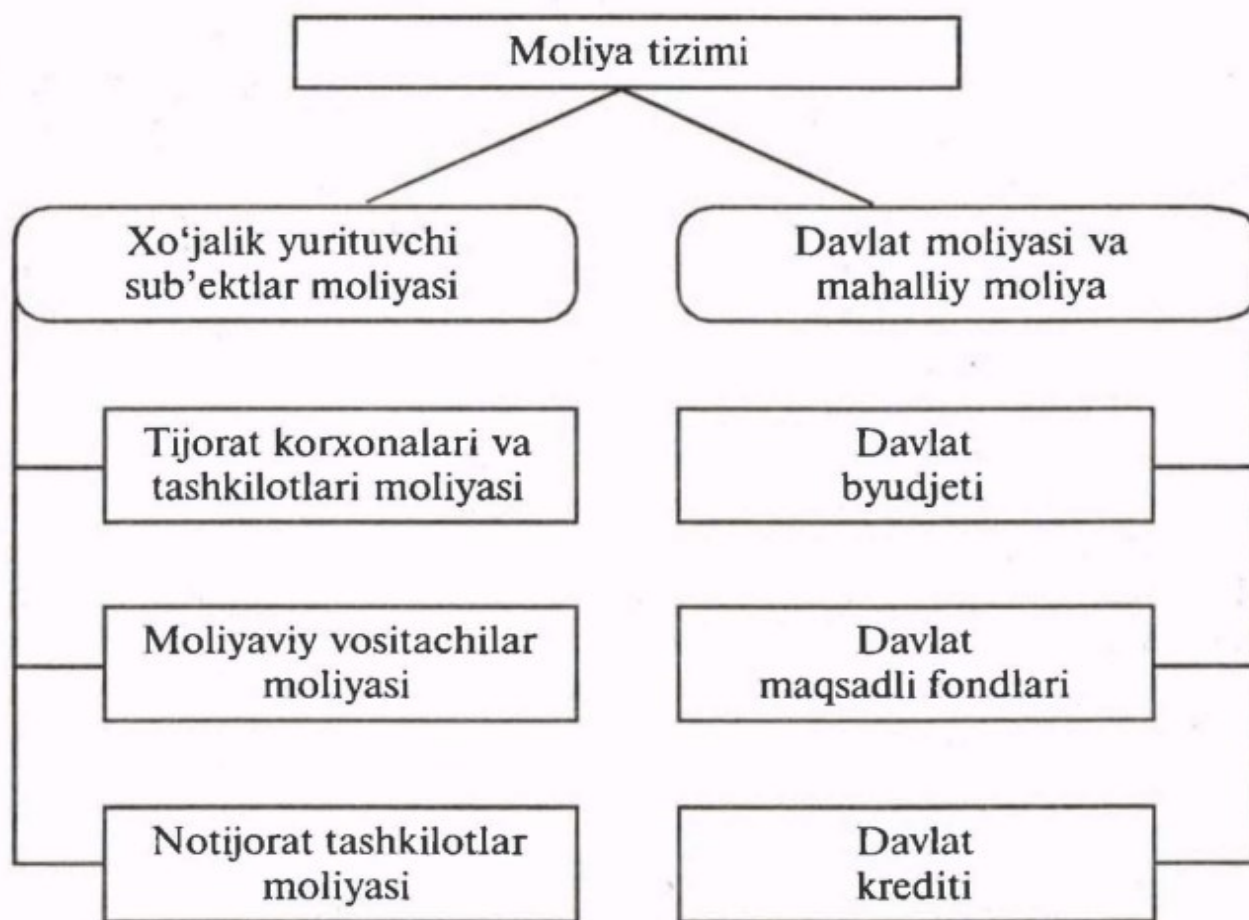 Moliya tizimi
Xo‘jalik yurituvchi
sub’ektlar moliyasi
Davlat moliyasi va
mahalliy moliya
Tijorat korxonalari va
tashkilotlari moliyasi
Davlat
byudjeti
Moliyaviy vositachilar
moliyasi
Davlat
maqsadli fondlari
Notijorat tashkilotlar
moliyasi
Davlat
krediti